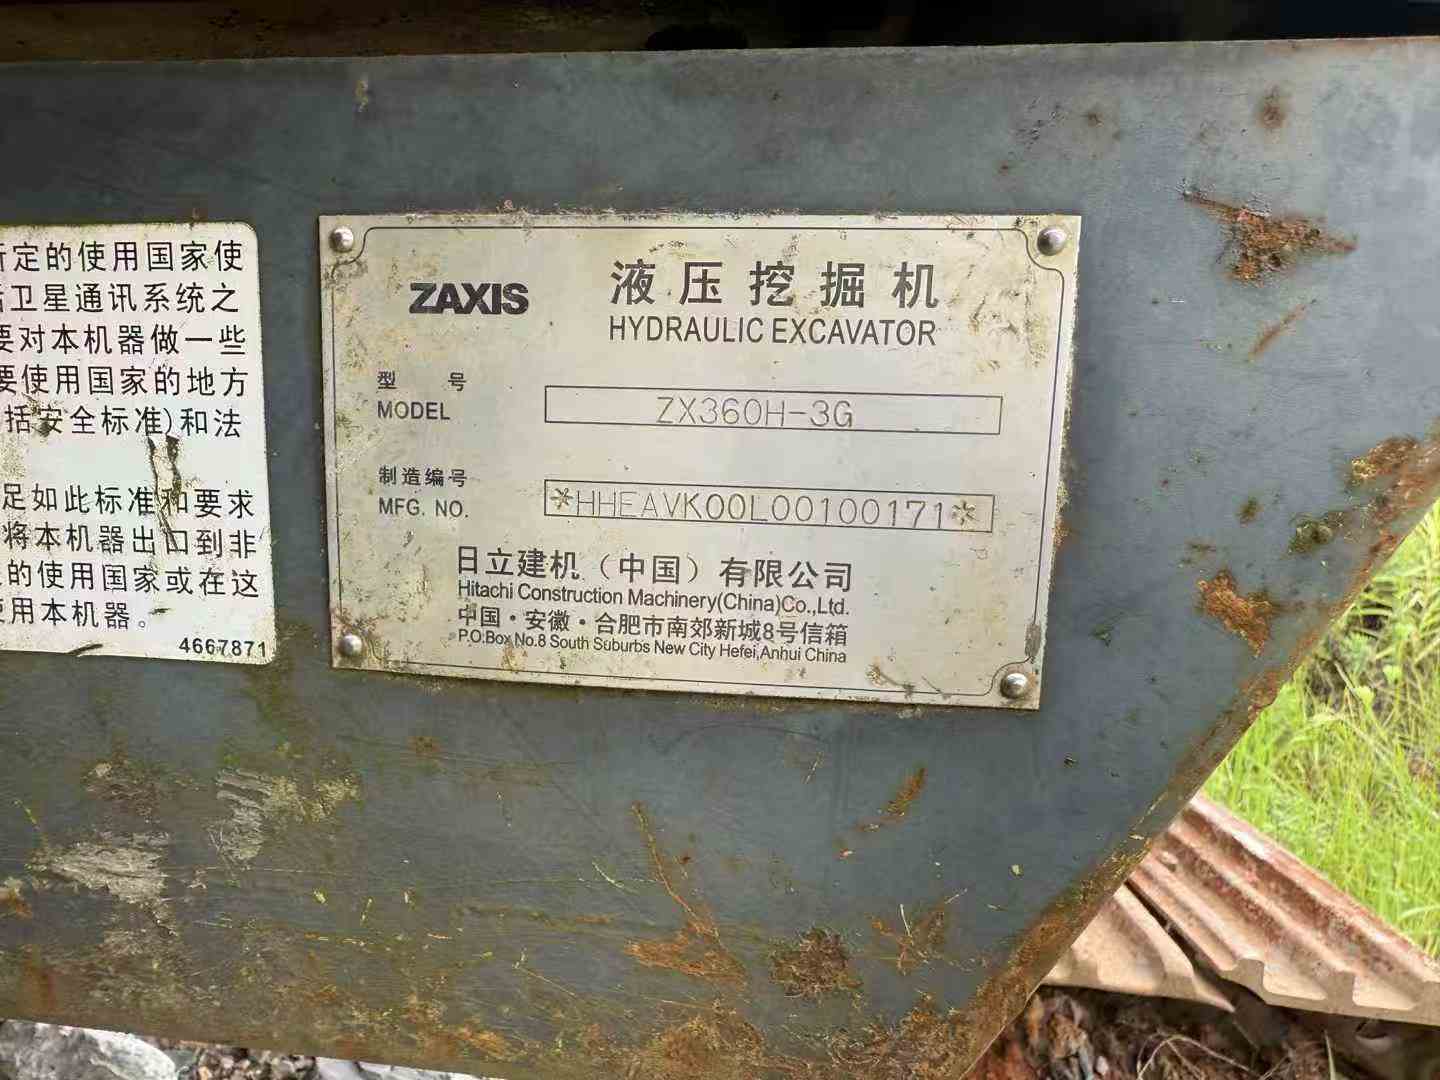 定的使用国家使
卫星通讯系统之
要对本机器做一些
要使用国家的地方
括安全标准)和法
足如此标准和要求
将本机器出口到非
的使用国家或在这
使用本机器。
4667871
ZAXIS
液压挖掘机
HYDRAULIC EXCAVATOR
型号
MODEL
ZX360H-3G
制造编号
MFG. NO.
*HHEAVK00L00100171*
日立建机（中国）有限公司
Hitachi Construction Machinery(China)Co.,Ltd.
中国·安徽·合肥市南郊新城8号信箱
P.O.Box No.8 South Suburbs New City Hefei,Anhui China